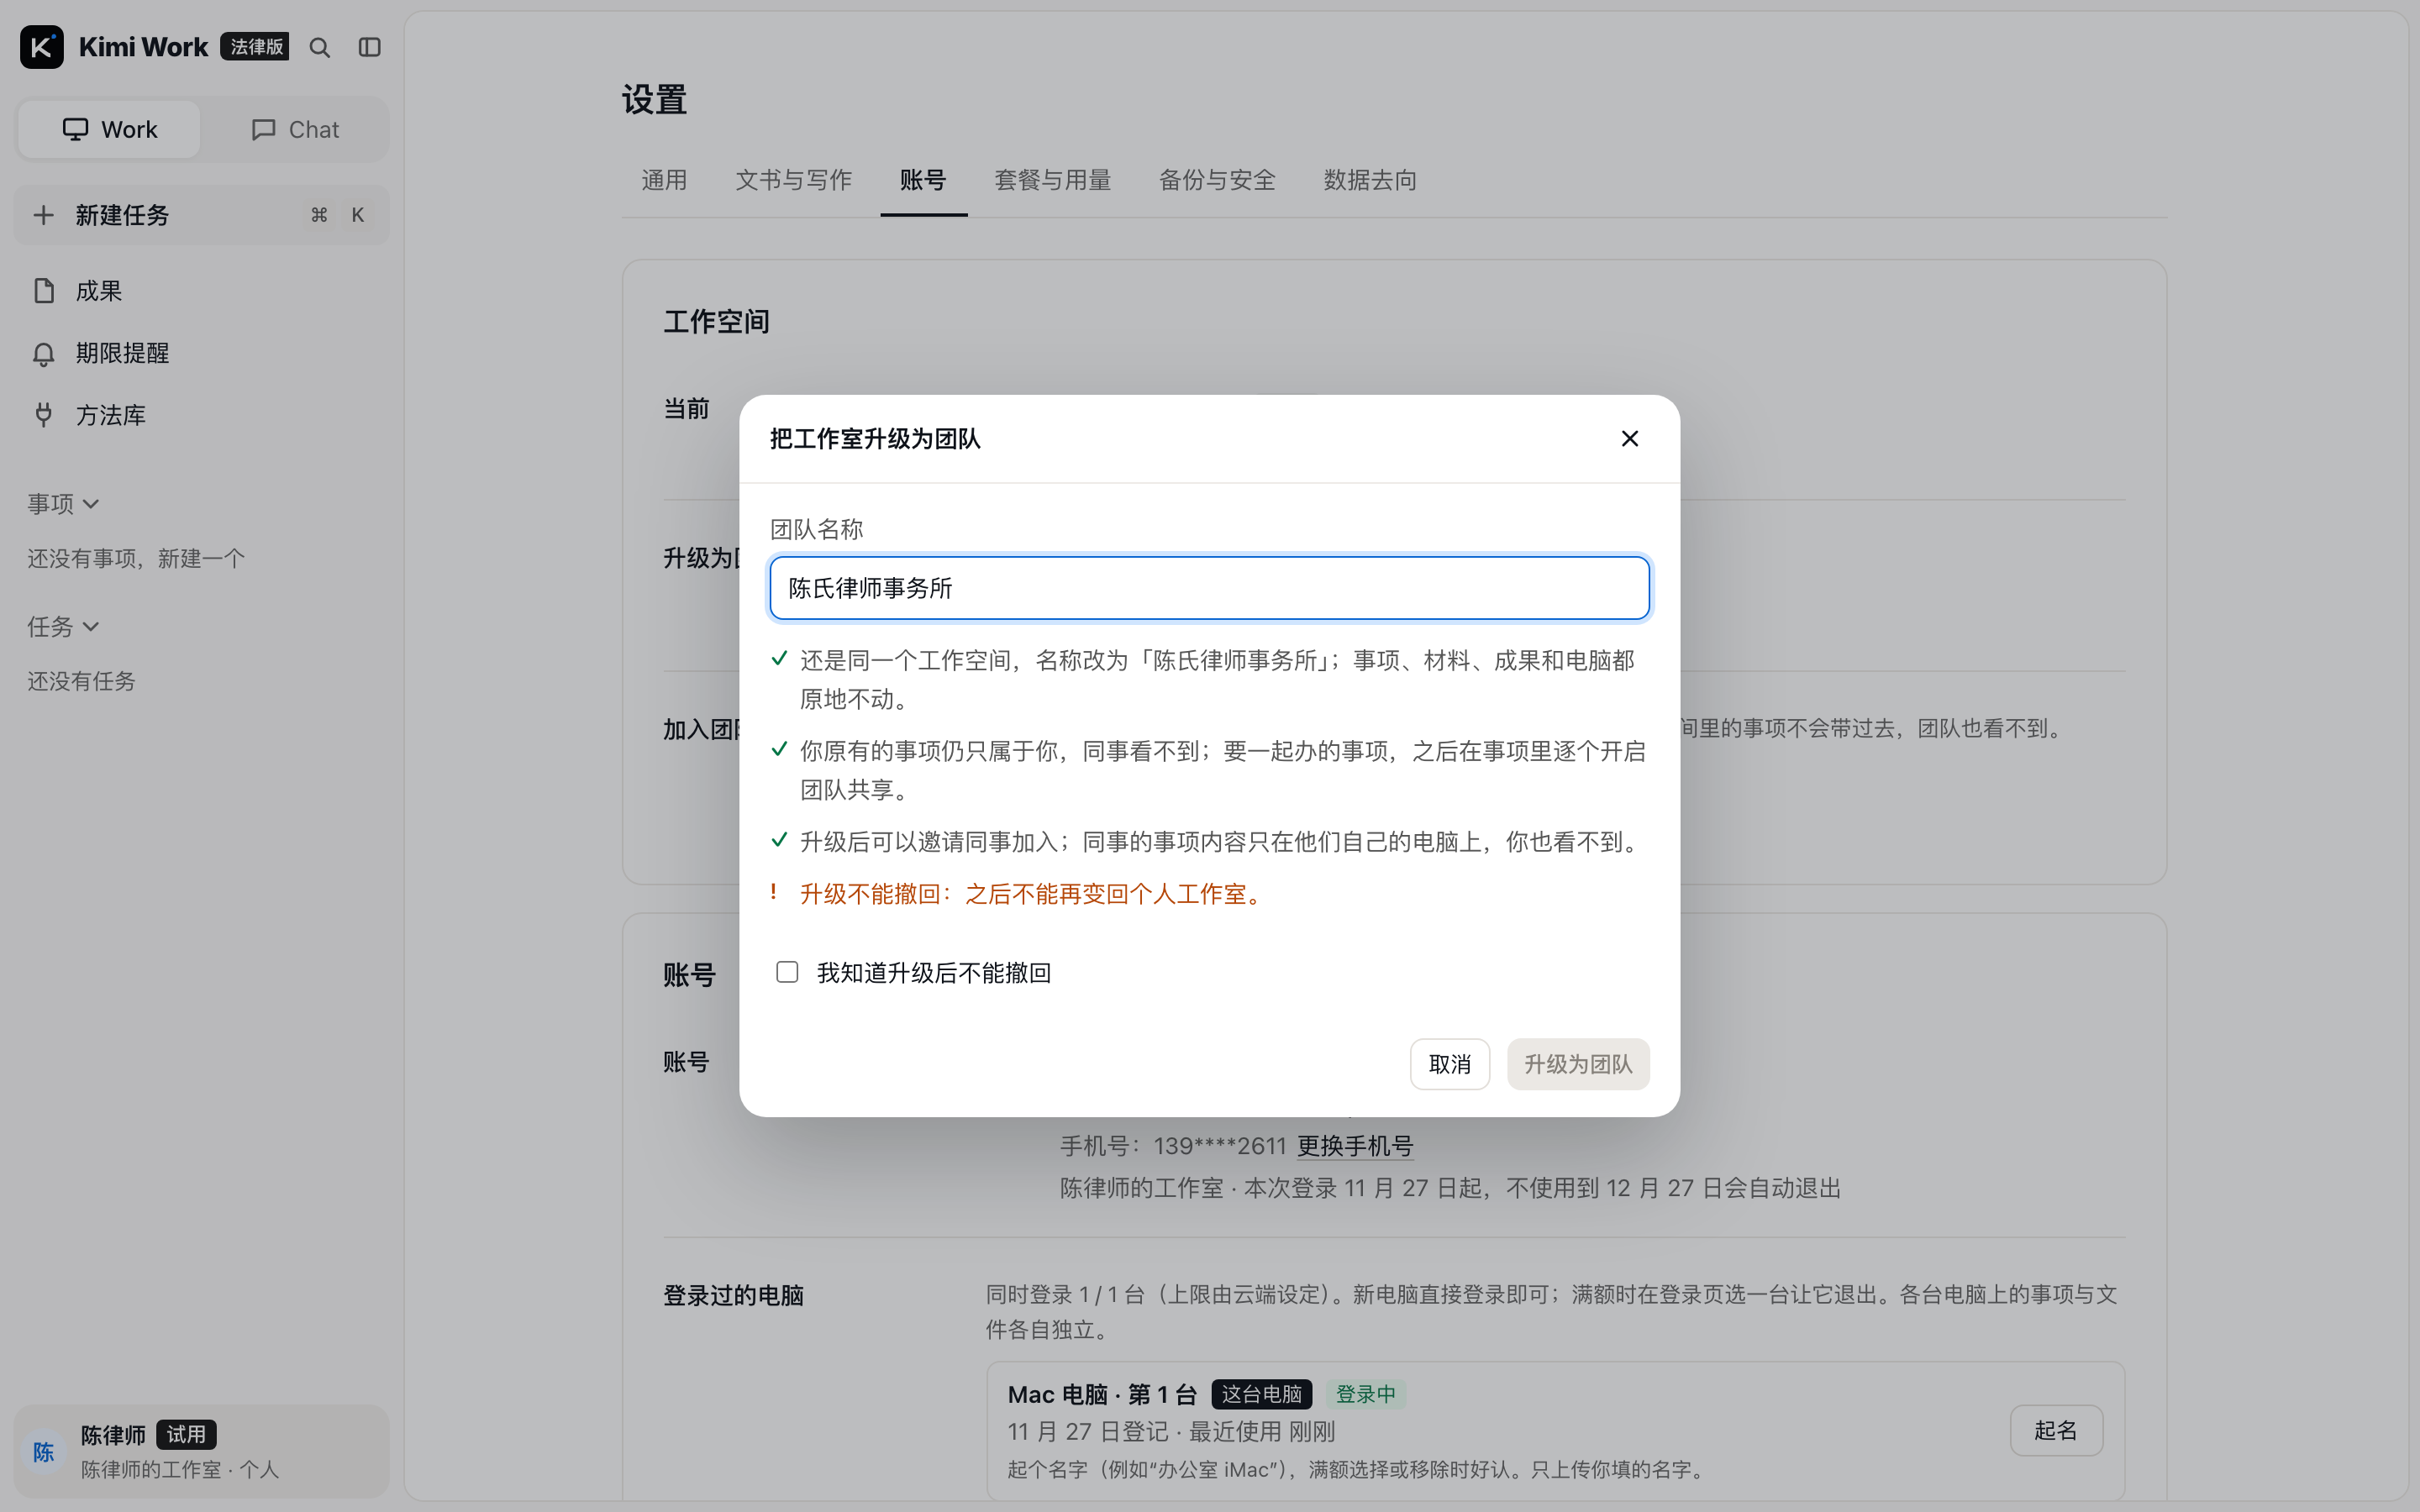 Kimi Work 法律版
Work
Chat
新建任务 ⌘ K
成果
期限提醒
方法库
事项
还没有事项，新建一个
任务
还没有任务
陈
陈律师 试用
陈律师的工作室 · 个人
设置
通用 文书与写作 账号 套餐与用量 备份与安全 数据去向
工作空间
当前
升级为
加入团
间里的事项不会带过去，团队也看不到。
把工作室升级为团队
团队名称
陈氏律师事务所
还是同一个工作空间，名称改为「陈氏律师事务所」；事项、材料、成果和电脑都
原地不动。
你原有的事项仍只属于你，同事看不到；要一起办的事项，之后在事项里逐个开启
团队共享。
升级后可以邀请同事加入；同事的事项内容只在他们自己的电脑上，你也看不到。
! 升级不能撤回：之后不能再变回个人工作室。
我知道升级后不能撤回
取消 升级为团队
账号
账号
手机号：139****2611 更换手机号
陈律师的工作室 · 本次登录 11 月 27 日起，不使用到 12 月 27 日会自动退出
登录过的电脑
同时登录 1 / 1 台（上限由云端设定）。新电脑直接登录即可；满额时在登录页选一台让它退出。各台电脑上的事项与文
件各自独立。
Mac 电脑 · 第 1 台 这台电脑 登录中
11 月 27 日登记 · 最近使用 刚刚
起个名字（例如“办公室 iMac”），满额选择或移除时好认。只上传你填的名字。
起名